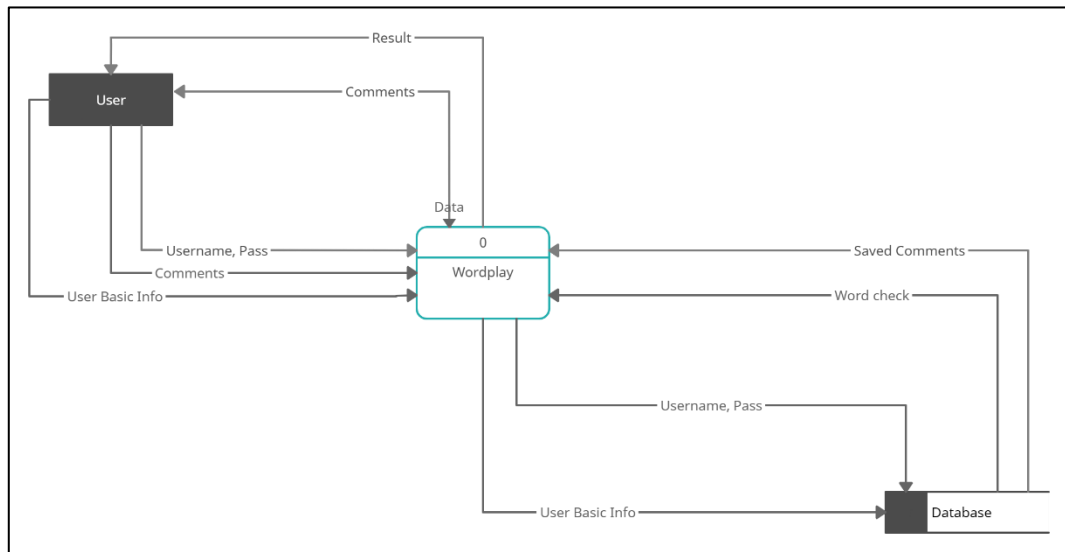 Result
Comments
User
Data
0
Username, Pass
Saved Comments
Wordplay
Comments
User Basic Info
Word check
Username, Pass
User Basic Info
Database